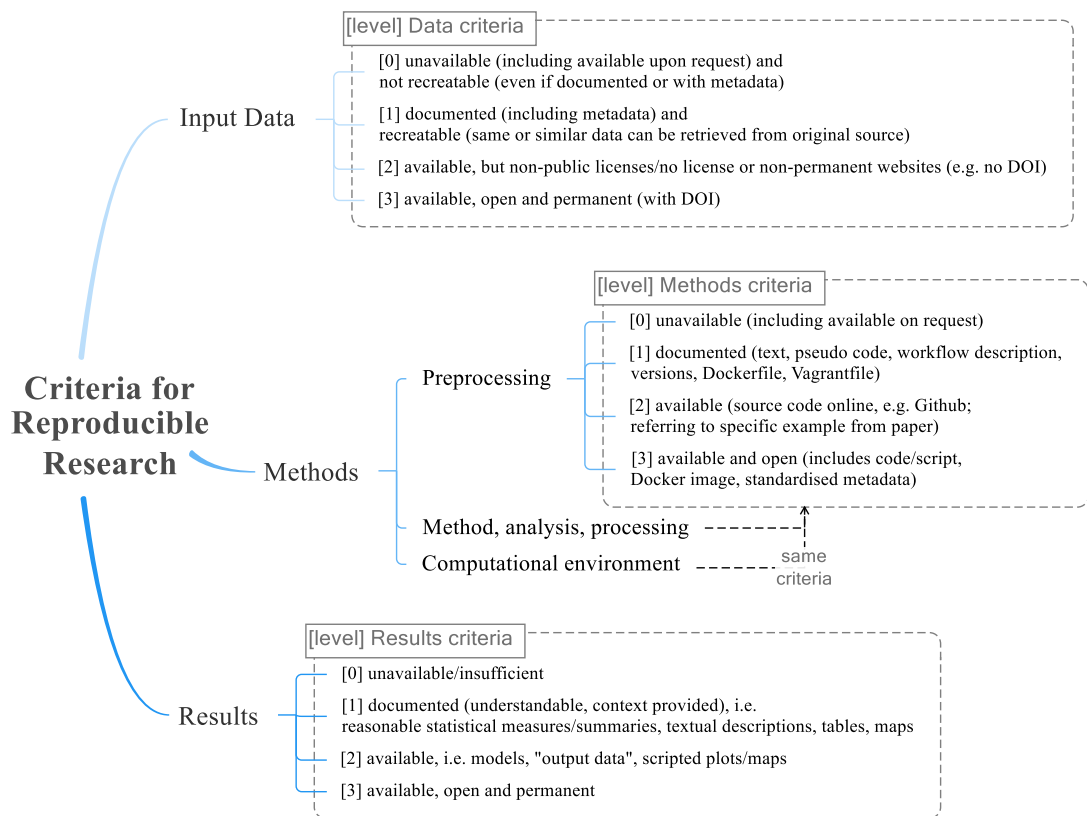 [level] Data criteria
[0] unavailable (including available upon request) and
not recreatable (even if documented or with metadata)
Input Data
[1] documented (including metadata) and
recreatable (same or similar data can be retrieved from original source)
[2] available, but non-public licenses/no license or non-permanent websites (e.g. no DOI)
[3] available, open and permanent (with DOI)
Criteria for
Reproducible
Research
Methods
[level] Methods criteria
Preprocessing
[0] unavailable (including available on request)
[1] documented (text, pseudo code, workflow description,
versions, Dockerfile, Vagrantfile)
[2] available (source code online, e.g. Github;
referring to specific example from paper)
[3] available and open (includes code/script,
Docker image, standardised metadata)
Method, analysis, processing
Computational environment
same
criteria
[level] Results criteria
Results
[0] unavailable/insufficient
[1] documented (understandable, context provided), i.e.
reasonable statistical measures/summaries, textual descriptions, tables, maps
[2] available, i.e. models, "output data", scripted plots/maps
[3] available, open and permanent